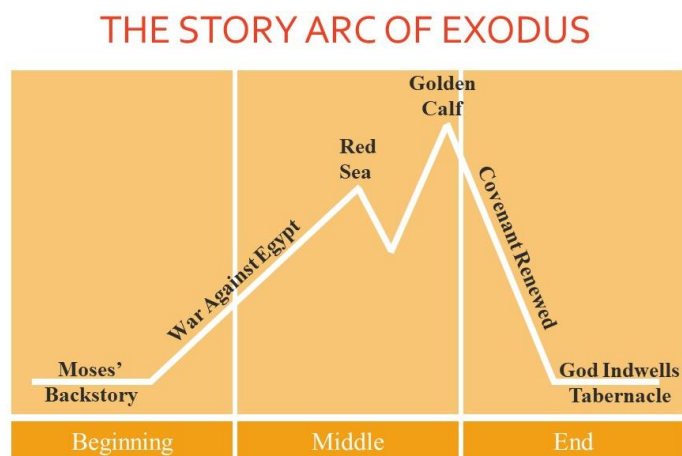 THE STORY ARC OF EXODUS
Golden
Calf
Red
Sea
War Against Egypt
Covenant Renewed
Moses’
Backstory
God Indwells
Tabernacle
Beginning
Middle
End